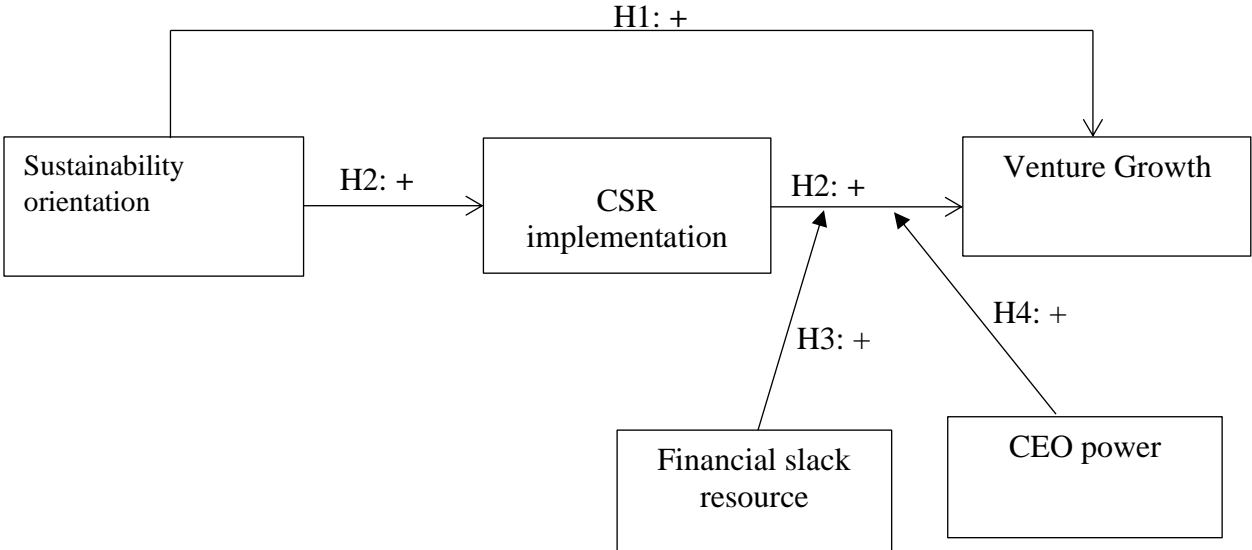 H1: +
Sustainability
orientation
H2: +
CSR
implementation
H2: +
Venture Growth
H3: +
H4: +
Financial slack
resource
CEO power